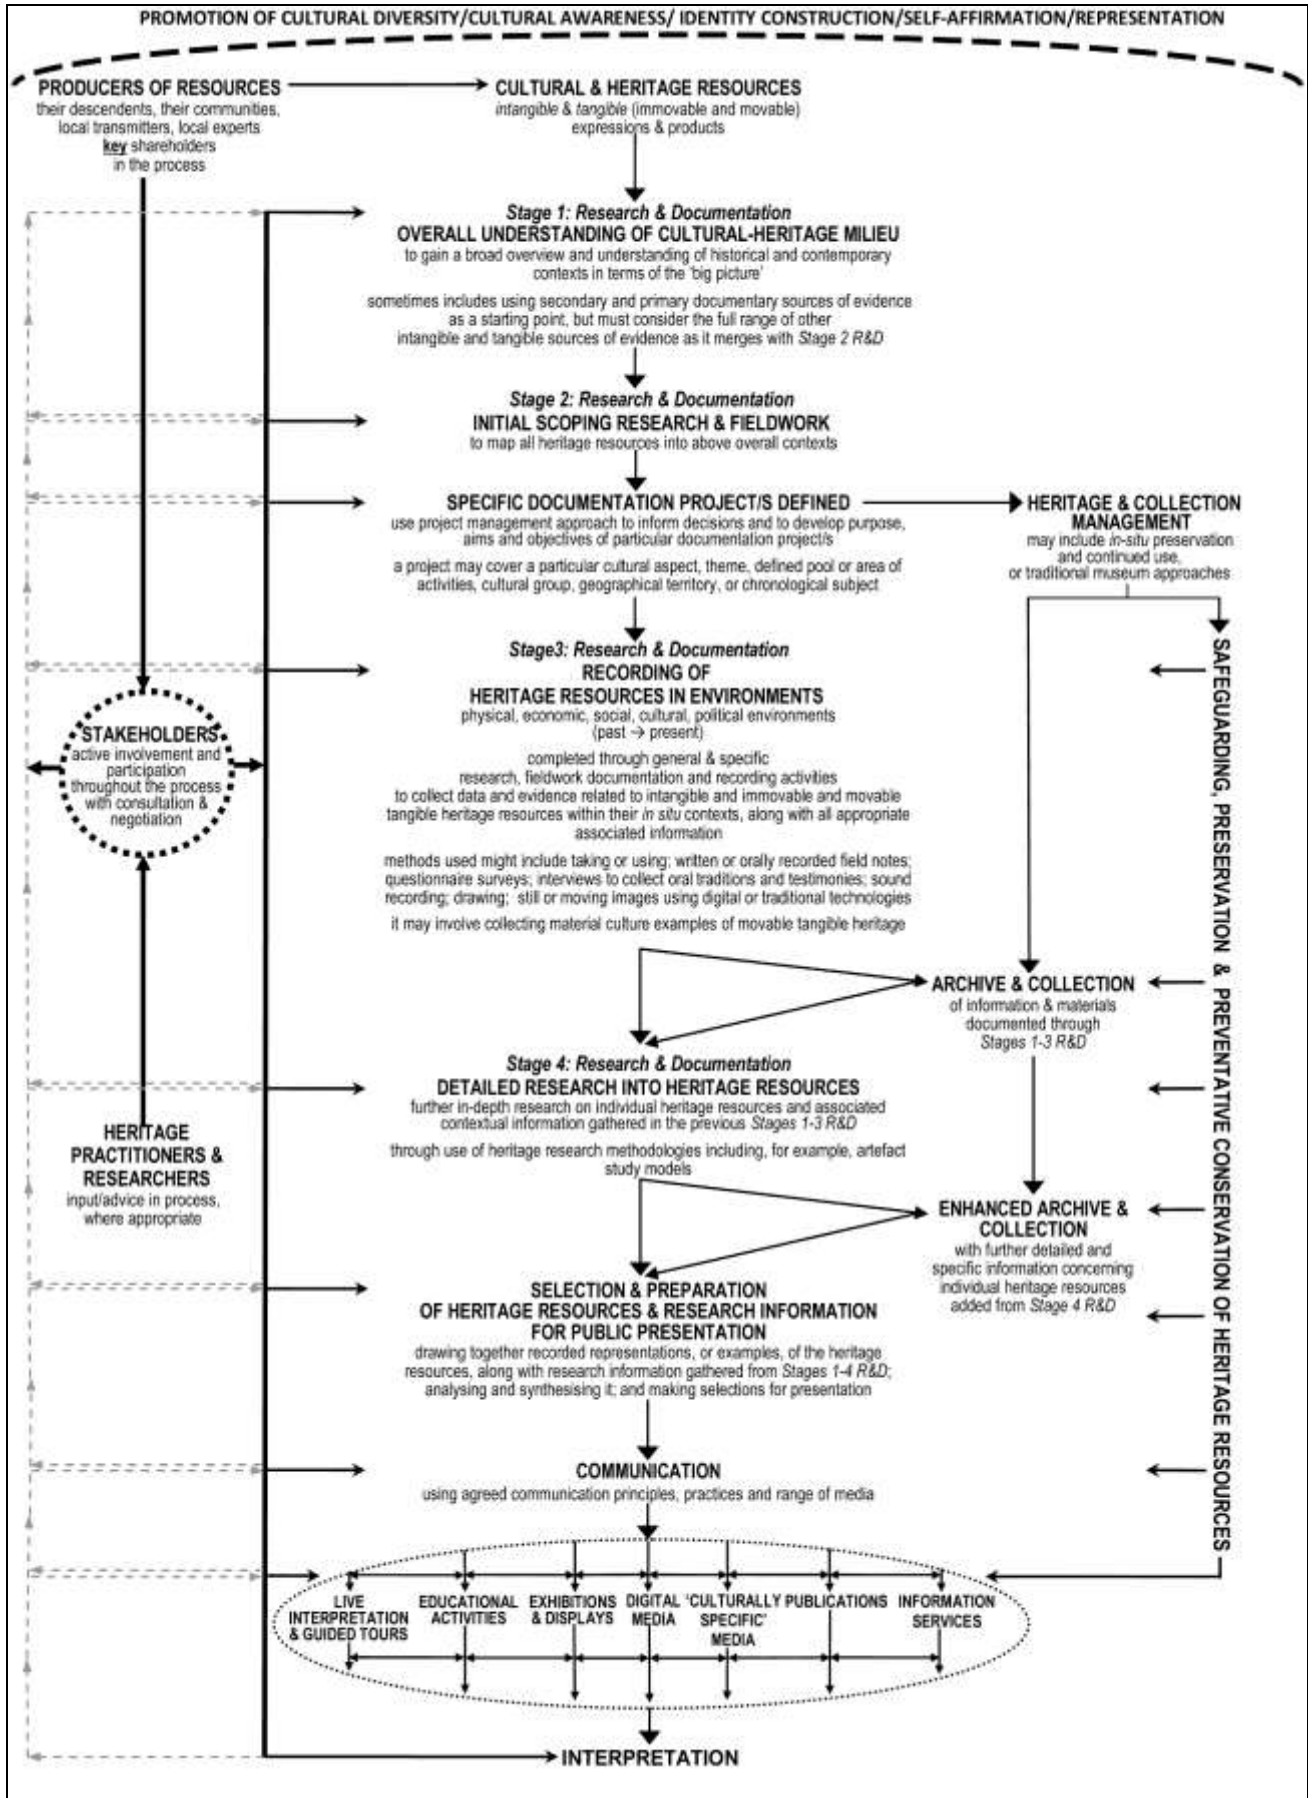 PROMOTION OF CULTURAL DIVERSITY/CULTURAL AWARENESS/ IDENTITY CONSTRUCTION/SELF-AFFIRMATION/REPRESENTATION
PRODUCERS OF RESOURCES
their descendents, their communities,
local transmitters, local experts
key shareholders
in the process
CULTURAL & HERITAGE RESOURCES
intangible & tangible (immovable and movable)
expressions & products
Stage 1: Research & Documentation
OVERALL UNDERSTANDING OF CULTURAL-HERITAGE MILIEU
to gain a broad overview and understanding of historical and contemporary
contexts in terms of the 'big picture'
sometimes includes using secondary and primary documentary sources of evidence
as a starting point, but must consider the full range of other
intangible and tangible sources of evidence as it merges with Stage 2 R&D
Stage 2: Research & Documentation
INITIAL SCOPING RESEARCH & FIELDWORK
to map all heritage resources into above overall contexts
SPECIFIC DOCUMENTATION PROJECT/S DEFINED
use project management approach to inform decisions and to develop purpose,
aims and objectives of particular documentation project/s
a project may cover a particular cultural aspect, theme, defined pool or area of
activities, cultural group, geographical territory, or chronological subject
HERITAGE & COLLECTION
MANAGEMENT
may include in-situ preservation
and continued use,
or traditional museum approaches
Stage3: Research & Documentation
RECORDING OF
HERITAGE RESOURCES IN ENVIRONMENTS
physical, economic, social, cultural, political environments
(past → present)
completed through general & specific
research, fieldwork documentation and recording activities
to collect data and evidence related to intangible and immovable and movable
tangible heritage resources within their in situ contexts, along with all appropriate
associated information
methods used might include taking or using; written or orally recorded field notes;
questionnaire surveys; interviews to collect oral traditions and testimonies; sound
recording; drawing; still or moving images using digital or traditional technologies
it may involve collecting material culture examples of movable tangible heritage
STAKEHOLDERS
active involvement and
participation
throughout the process
with consultation &
negotiation
SAFEGUARDING, PRESERVATION & PREVENTATIVE CONSERVATION OF HERITAGE RESOURCES
ARCHIVE & COLLECTION
of information & materials
documented through
Stages 1-3 R&D
Stage 4: Research & Documentation
DETAILED RESEARCH INTO HERITAGE RESOURCES
further in-depth research on individual heritage resources and associated
contextual information gathered in the previous Stages 1-3 R&D
through use of heritage research methodologies including, for example, artefact
study models
HERITAGE
PRACTITIONERS &
RESEARCHERS
input/advice in process,
where appropriate
ENHANCED ARCHIVE &
COLLECTION
with further detailed and
specific information concerning
individual heritage resources
added from Stage 4 R&D
SELECTION & PREPARATION
OF HERITAGE RESOURCES & RESEARCH INFORMATION
FOR PUBLIC PRESENTATION
drawing together recorded representations, or examples, of the heritage
resources, along with research information gathered from Stages 1-4 R&D;
analysing and synthesising it; and making selections for presentation
COMMUNICATION
using agreed communication principles, practices and range of media
LIVE
INTERPRETATION
& GUIDED TOURS
EDUCATIONAL
ACTIVITIES
EXHIBITIONS
& DISPLAYS
DIGITAL
MEDIA
'CULTURALLY
SPECIFIC'
MEDIA
PUBLICATIONS
INFORMATION
SERVICES
INTERPRETATION